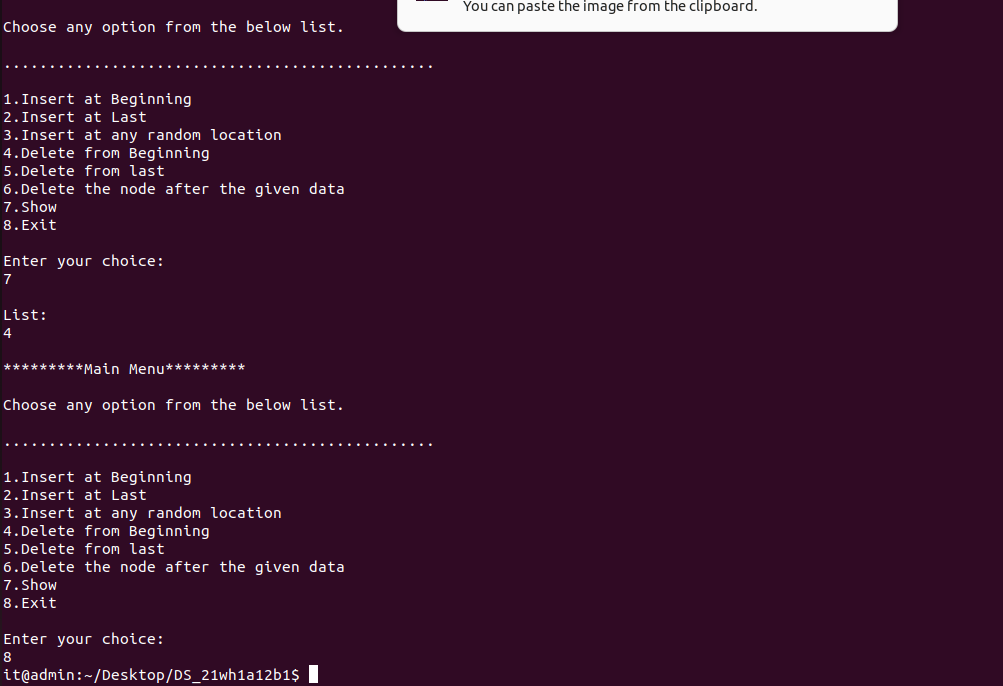 You can paste the image from the clipboard.
Choose any option from the below list.
................................................
1.Insert at Beginning
2.Insert at Last
3.Insert at any random location
4.Delete from Beginning
5.Delete from last
6.Delete the node after the given data
7.Show
8.Exit
Enter your choice:
7
List:
4
*********Main Menu*********
Choose any option from the below list.
................................................
1.Insert at Beginning
2.Insert at Last
3.Insert at any random location
4.Delete from Beginning
5.Delete from last
6.Delete the node after the given data
7.Show
8.Exit
Enter your choice:
8
it@admin:~/Desktop/DS_21wh1a12b1$